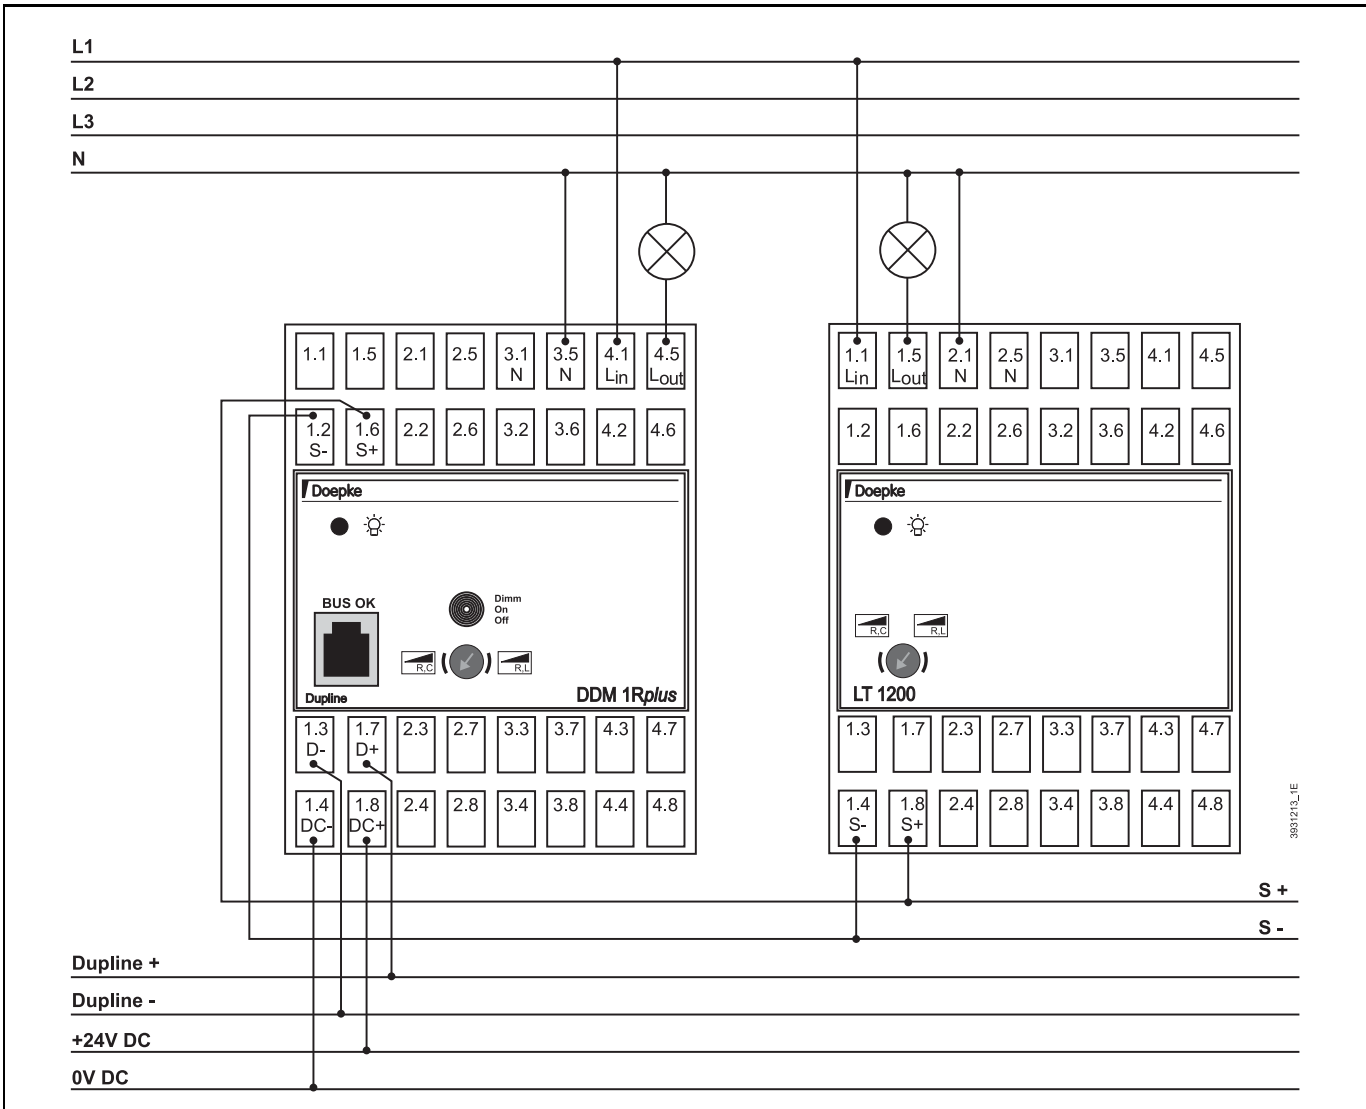 L1
L2
L3
N
1.1 1.5 2.1 2.5 3.1 N 3.5 N 4.1 Lin 4.5 Lout
1.2 S- 1.6 S+ 2.2 2.6 3.2 3.6 4.2 4.6
Doepke
BUS OK
Dimm
On
Off
R,C R,L
Dupline
DDM 1Rplus
1.3 D- 1.7 D+ 2.3 2.7 3.3 3.7 4.3 4.7
1.4 DC- 1.8 DC+ 2.4 2.8 3.4 3.8 4.4 4.8
1.1 Lin 1.5 Lout 2.1 N 2.5 N 3.1 3.5 4.1 4.5
1.2 1.6 2.2 2.6 3.2 3.6 4.2 4.6
Doepke
R,C R,L
LT 1200
1.3 1.7 2.3 2.7 3.3 3.7 4.3 4.7
1.4 S- 1.8 S+ 2.4 2.8 3.4 3.8 4.4 4.8
3931213_1E
S +
S -
Dupline +
Dupline -
+24V DC
0V DC